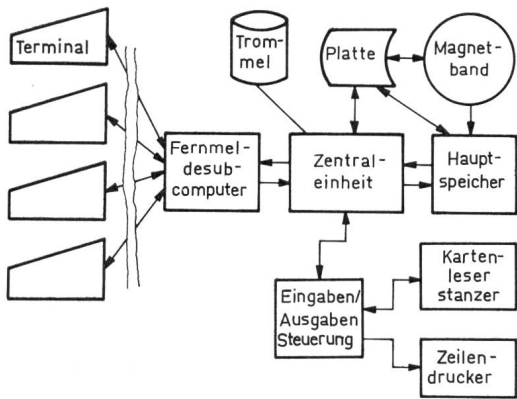 Terminal
Trom-
mel
Platte
Magnet-
band
Fernmel-
desub-
computer
Zentral-
einheit
Haupt-
speicher
Eingaben/
Ausgaben
Steuerung
Karten-
leser
stanzer
Zeilen-
drucker